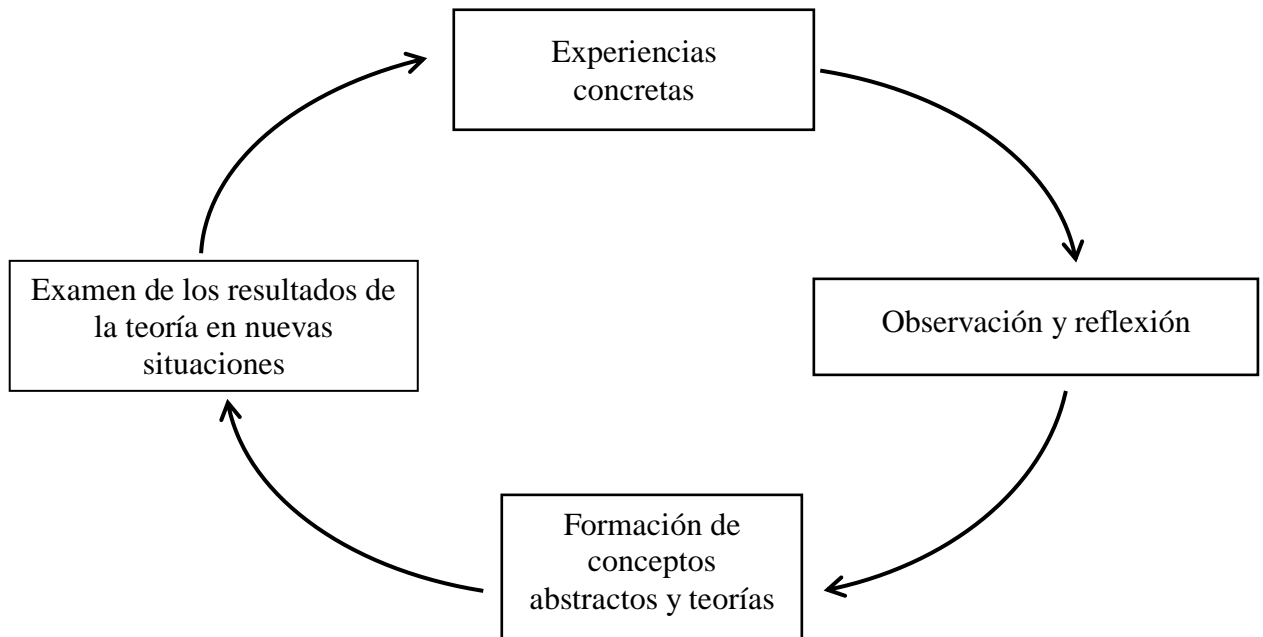 Experiencias
concretas
Examen de los resultados de
la teoría en nuevas
situaciones
Observación y reflexión
Formación de
conceptos
abstractos y teorías